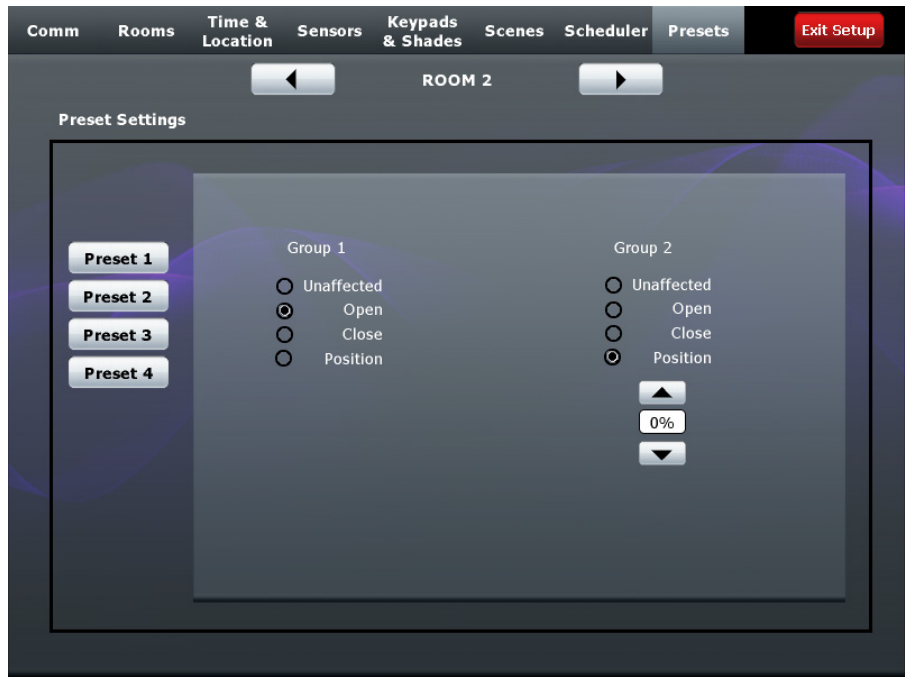 Comm Rooms Time & Location Sensors Keypads & Shades Scenes Scheduler Presets Exit Setup
ROOM 2
Preset Settings
Preset 1
Preset 2
Preset 3
Preset 4
Group 1
Unaffected
Open
Close
Position
Group 2
Unaffected
Open
Close
Position
0%